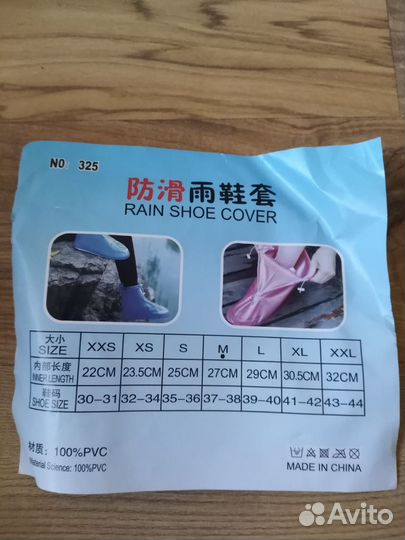 NO: 325
防滑雨鞋套
RAIN SHOE COVER
大小 SIZE XXS XS S M L XL XXL
内部长度 INNER LENGTH 22CM 23.5CM 25CM 27CM 29CM 30.5CM 32CM
SHOE SIZE 30-31 32-34 35-36 37-38 39-40 41-42 43-44
材质：100%PVC
Material Science: 100%PVC
MADE IN CHINA
Avito